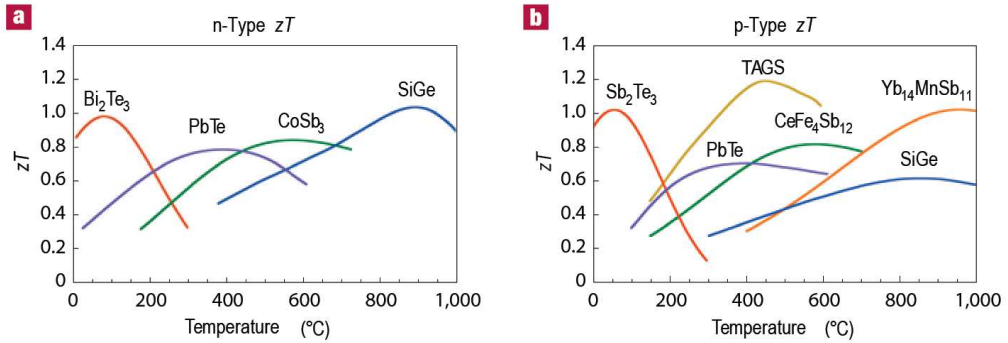 a
n-Type zT
1.4
1.2
1.0
0.8
0.6
0.4
0.2
0
zT
Bi₂Te₃
PbTe
CoSb₃
SiGe
0 200 400 600 800 1,000
Temperature (°C)
b
p-Type zT
1.4
1.2
1.0
0.8
0.6
0.4
0.2
0
zT
Sb₂Te₃
TAGS
Yb₁₄MnSb₁₁
CeFe₄Sb₁₂
PbTe
SiGe
0 200 400 600 800 1,000
Temperature (°C)